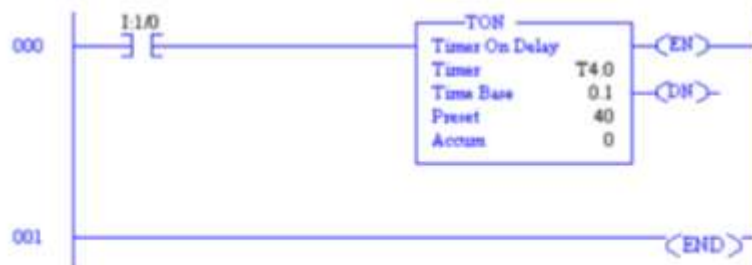 I:1/0
TON
000
EN
Timer On Delay
Timer T4:0
Time Base 0.1
DN
Preset 40
Accum 0
001
END